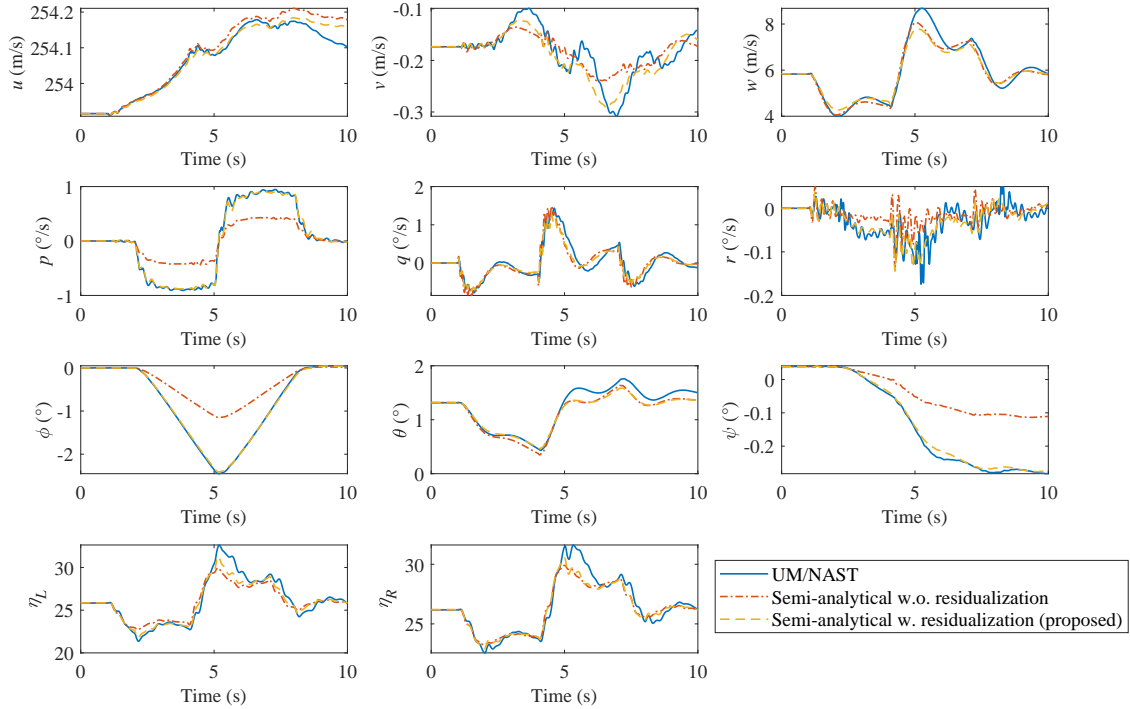 254.2
254.1
254
u (m/s)
0
5
10
Time (s)
-0.1
-0.2
-0.3
v (m/s)
0
5
10
Time (s)
8
6
4
w (m/s)
0
5
10
Time (s)
1
0
-1
p (°/s)
0
5
10
Time (s)
2
1
0
q (°/s)
0
5
10
Time (s)
0
-0.1
-0.2
r (°/s)
0
5
10
Time (s)
0
-1
-2
ϕ (°)
0
5
10
Time (s)
2
1
0
θ (°)
0
5
10
Time (s)
0
-0.1
-0.2
ψ (°)
0
5
10
Time (s)
30
25
20
η_L
0
5
10
Time (s)
30
25
η_R
0
5
10
Time (s)
UM/NAST
Semi-analytical w.o. residualization
Semi-analytical w. residualization (proposed)